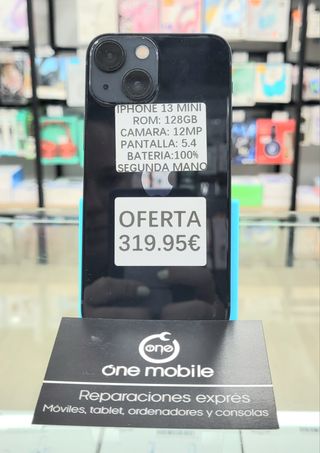 IPHONE 13 MINI
ROM: 128GB
CAMARA: 12MP
PANTALLA: 5.4
BATERIA:100%
SEGUNDA MANO
OFERTA
319.95€
one
óne mobile
Reparaciones exprés
Móviles, tablet, ordenadores y consolas